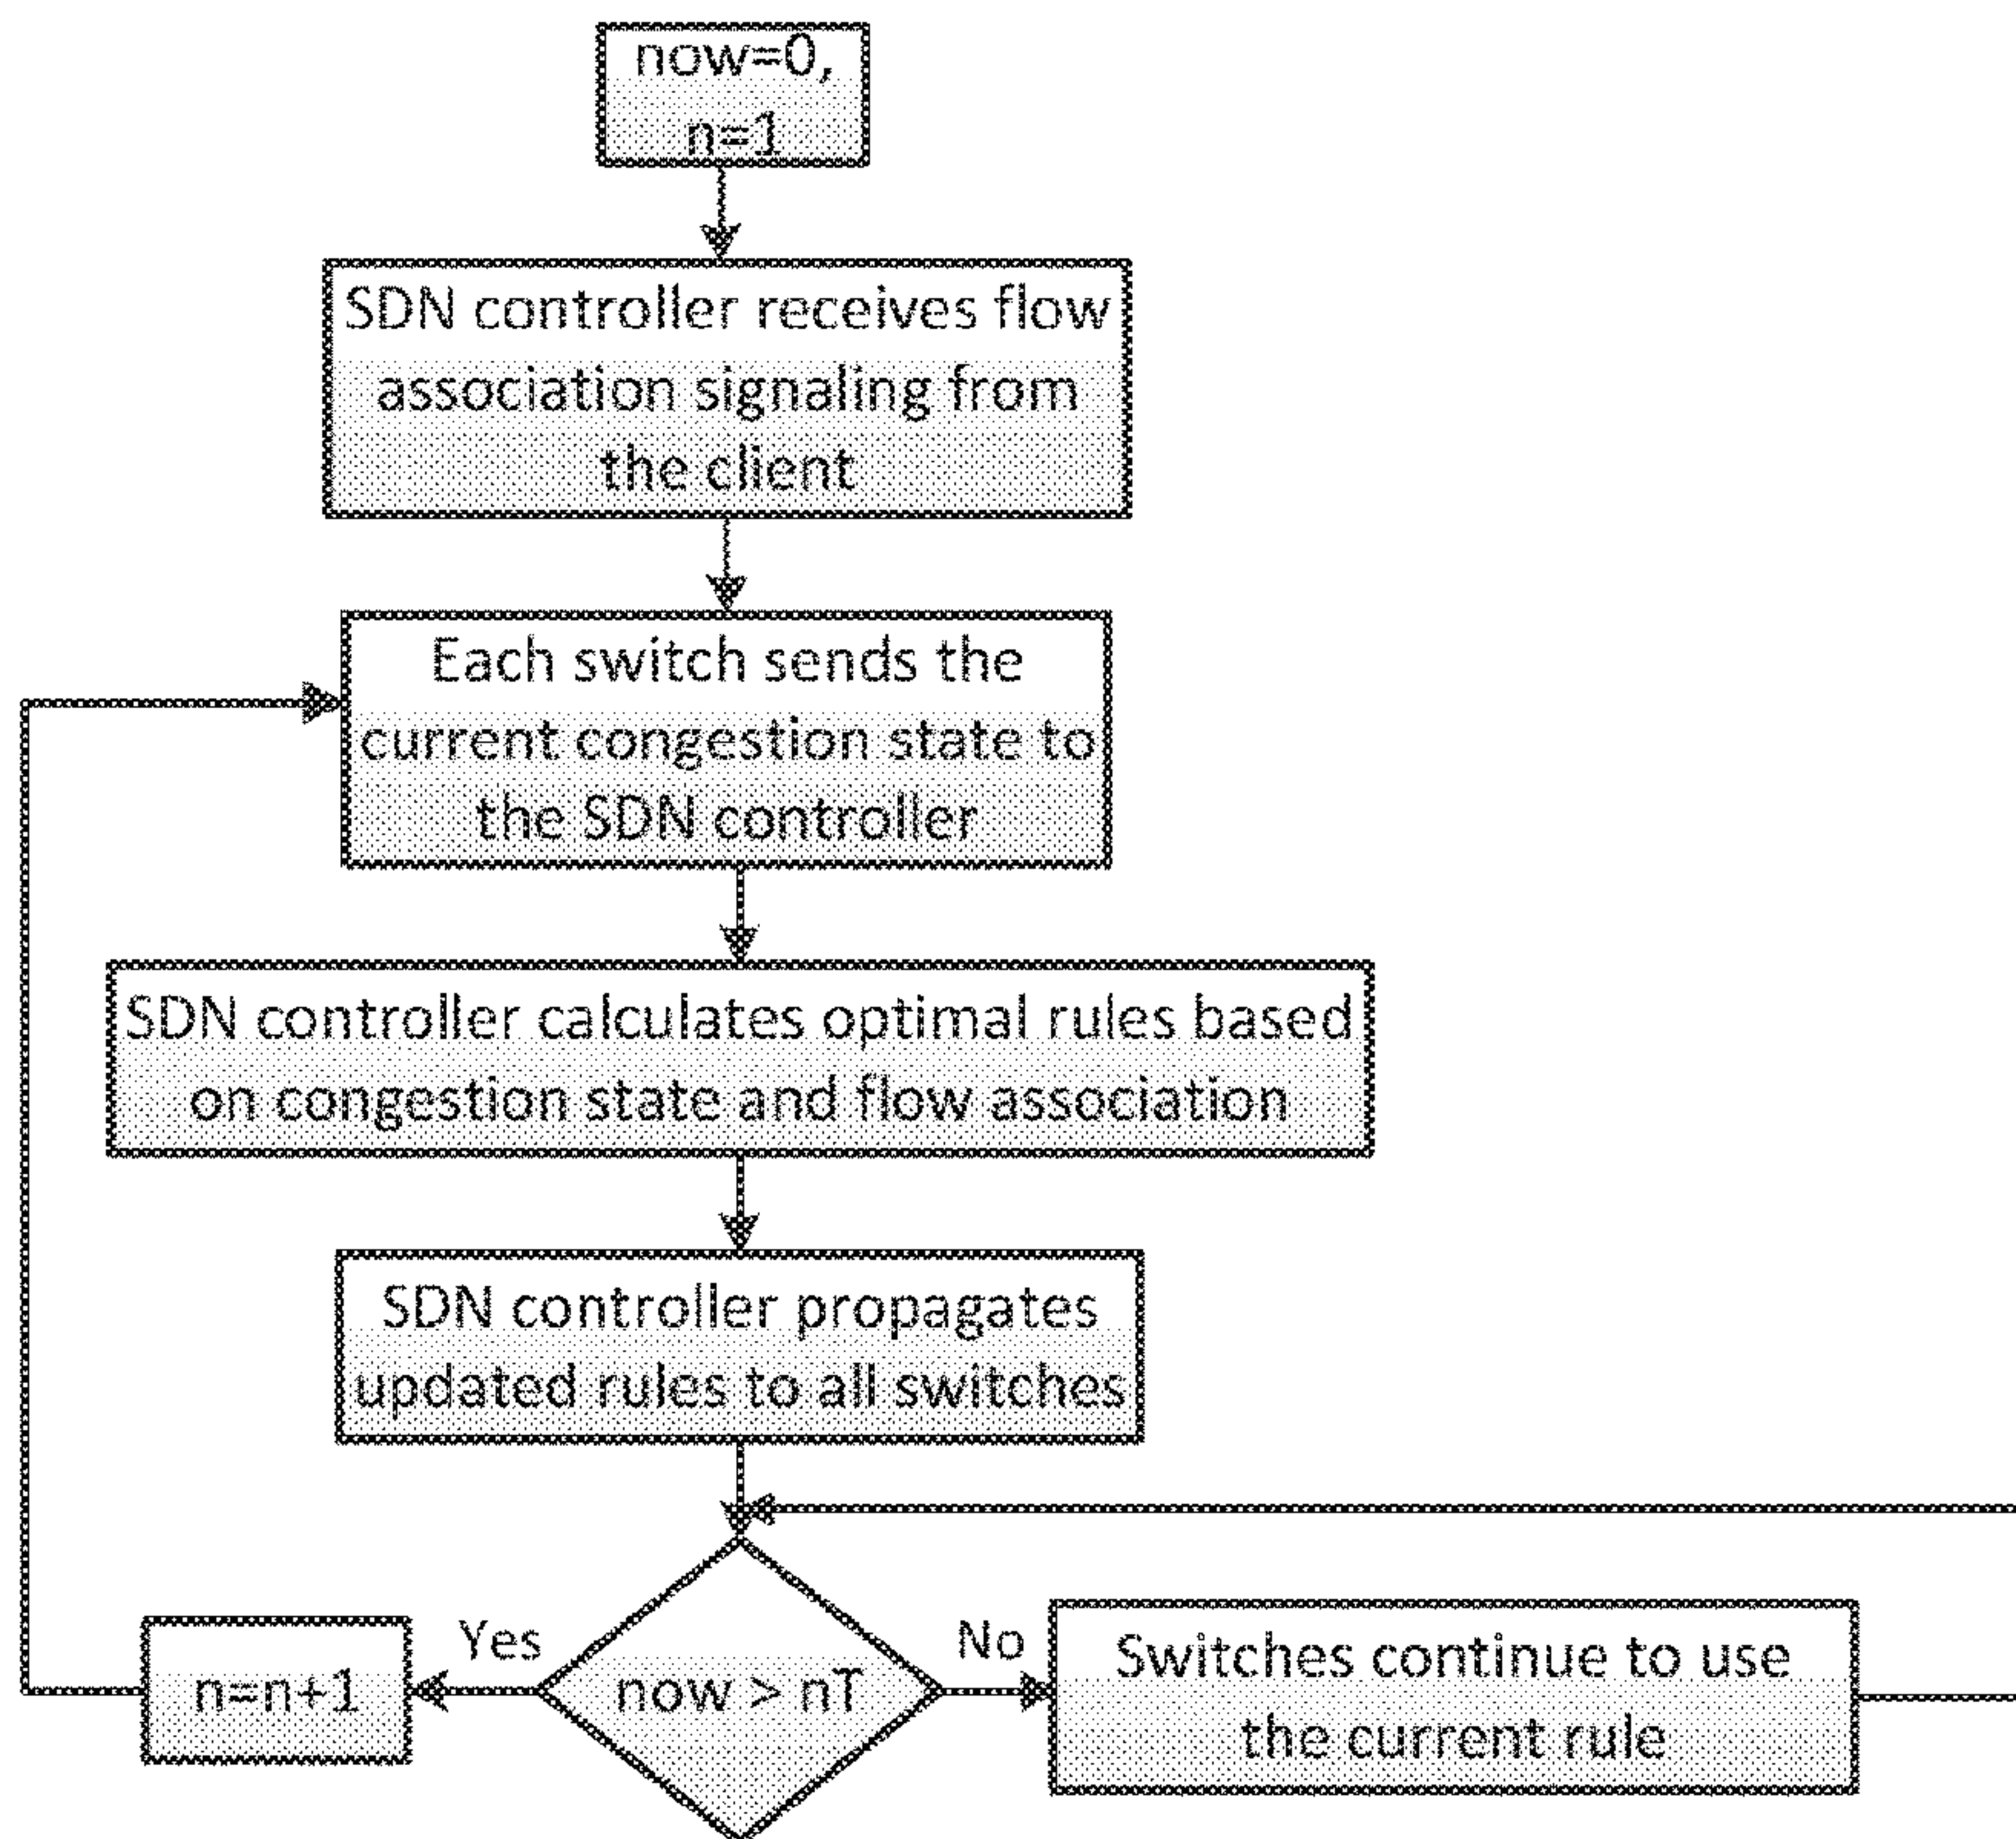 now=0,
n=1
SDN controller receives flow
association signaling from
the client
Each switch sends the
current congestion state to
the SDN controller
SDN controller calculates optimal rules based
on congestion state and flow association
SDN controller propagates
updated rules to all switches
Yes
No
n=n+1
now > nT
Switches continue to use
the current rule